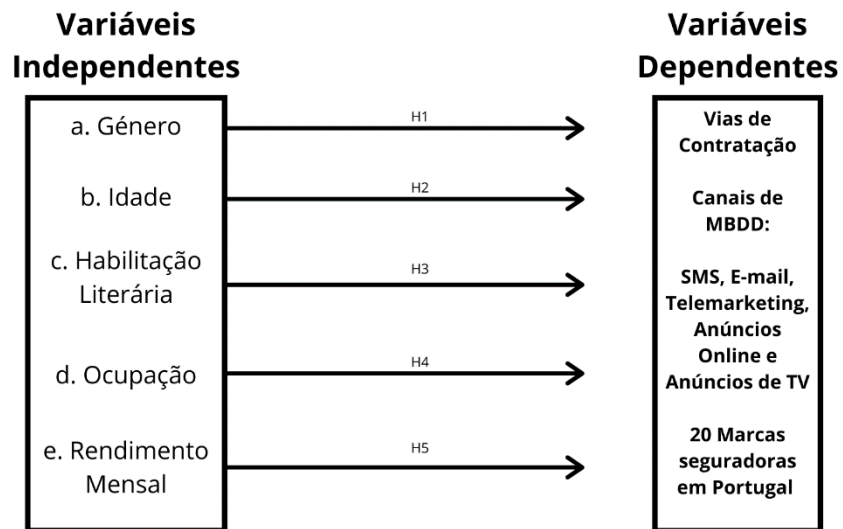 Variáveis
Independentes
a. Género
b. Idade
c. Habilitação
Literária
d. Ocupação
e. Rendimento
Mensal
H1
H2
H3
H4
H5
Variáveis
Dependentes
Vias de
Contratação
Canais de
MBDD:
SMS, E-mail,
Telemarketing,
Anúncios
Online e
Anúncios de TV
20 Marcas
seguradoras
em Portugal